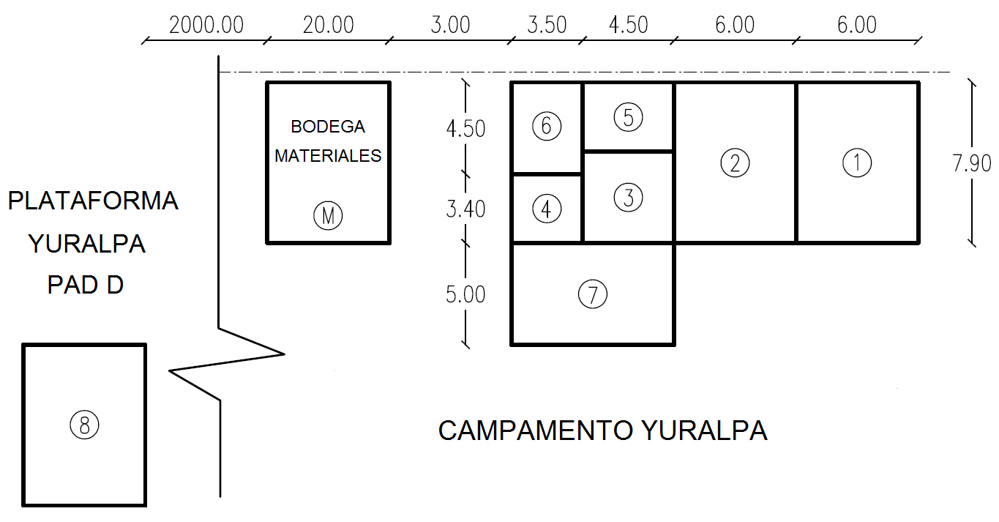 2000.00 20.00 3.00 3.50 4.50 6.00 6.00
BODEGA
MATERIALES
M
4.50
3.40
5.00
6
5
4
3
2
1
7.90
7
PLATAFORMA
YURALPA
PAD D
8
CAMPAMENTO YURALPA